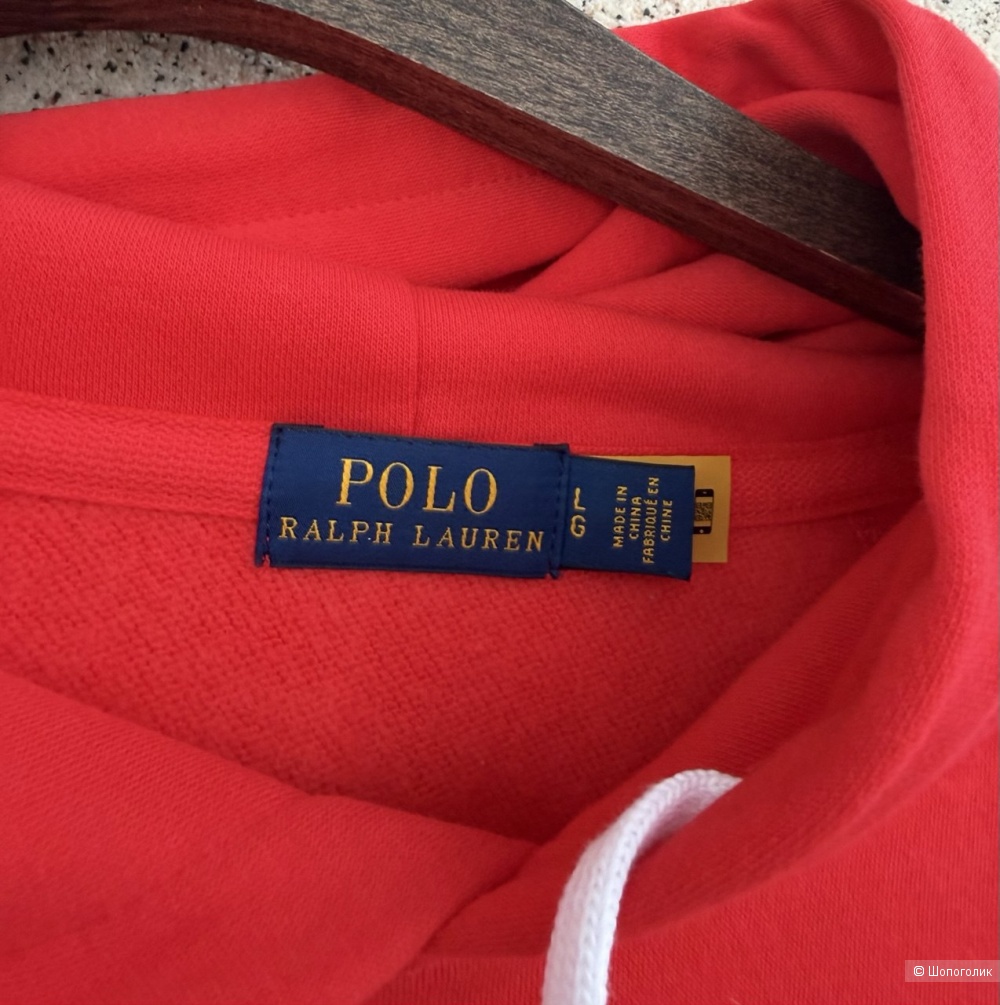 POLO
RALPH LAUREN
L
G
MADE IN
CHINA
FABRIQUÉ EN
CHINE
© Шопоголик